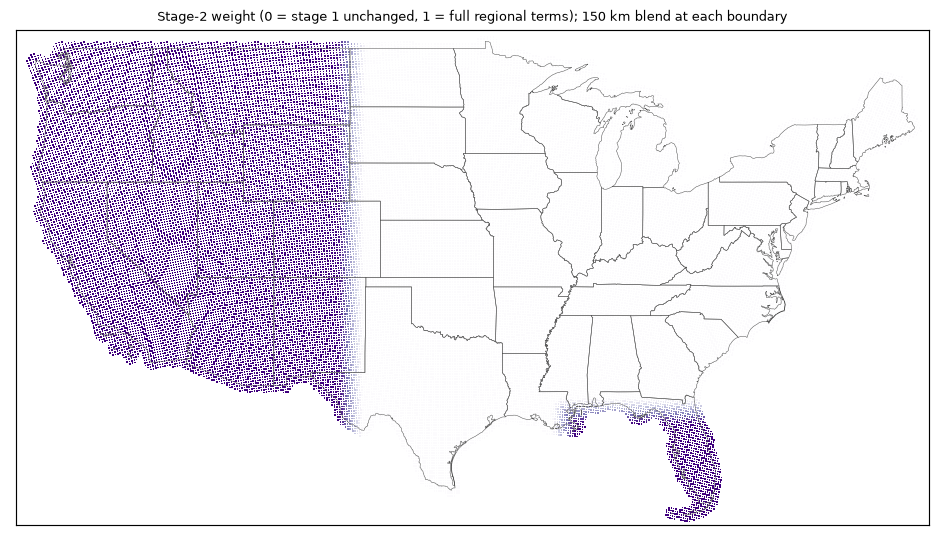 Stage-2 weight (0 = stage 1 unchanged, 1 = full regional terms); 150 km blend at each boundary